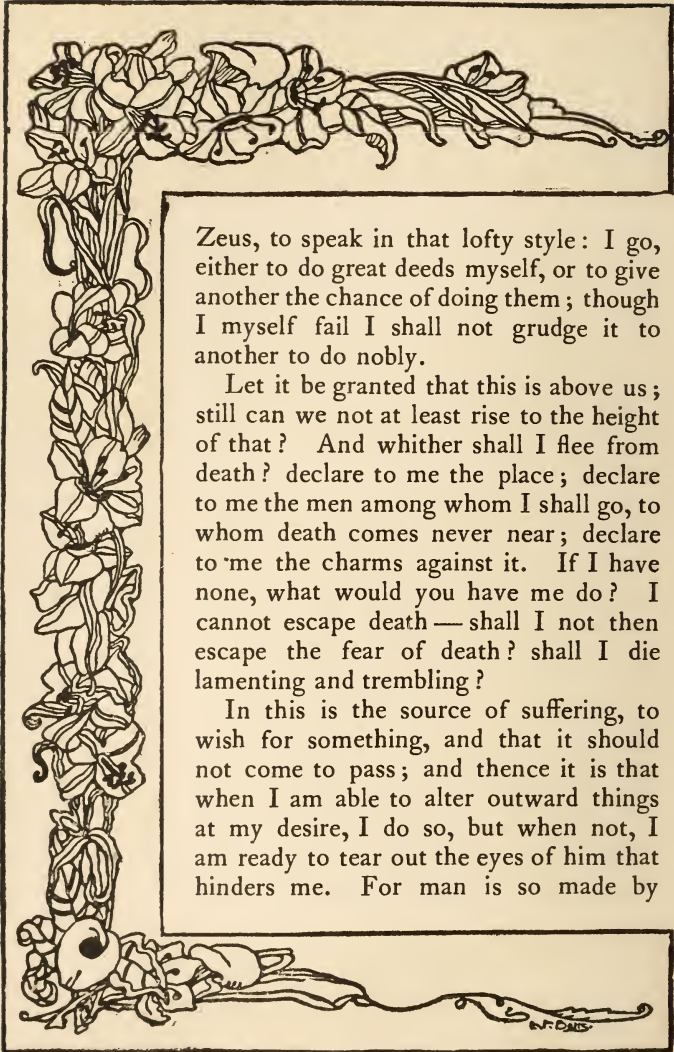 Zeus, to speak in that lofty style: I go,
either to do great deeds myself, or to give
another the chance of doing them; though
I myself fail I shall not grudge it to
another to do nobly.
Let it be granted that this is above us;
still can we not at least rise to the height
of that? And whither shall I flee from
death? declare to me the place; declare
to me the men among whom I shall go, to
whom death comes never near; declare
to me the charms against it. If I have
none, what would you have me do? I
cannot escape death — shall I not then
escape the fear of death? shall I die
lamenting and trembling?
In this is the source of suffering, to
wish for something, and that it should
not come to pass; and thence it is that
when I am able to alter outward things
at my desire, I do so, but when not, I
am ready to tear out the eyes of him that
hinders me. For man is so made by